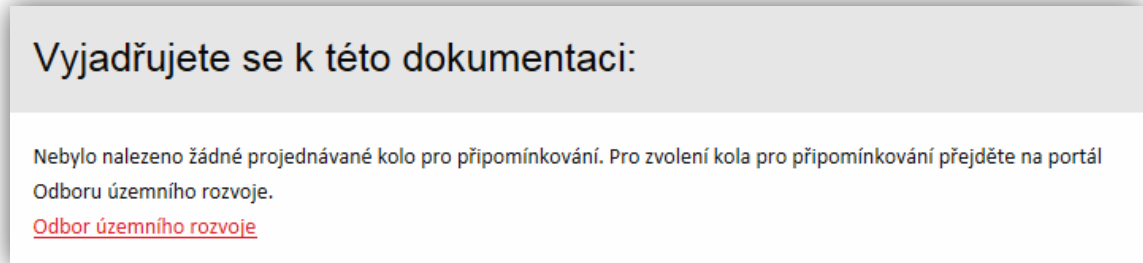 Vyjadřujete se k této dokumentaci:
Nebylo nalezeno žádné projednávané kolo pro připomínkování. Pro zvolení kola pro připomínkování přejděte na portál
Odboru územního rozvoje.
Odbor územního rozvoje